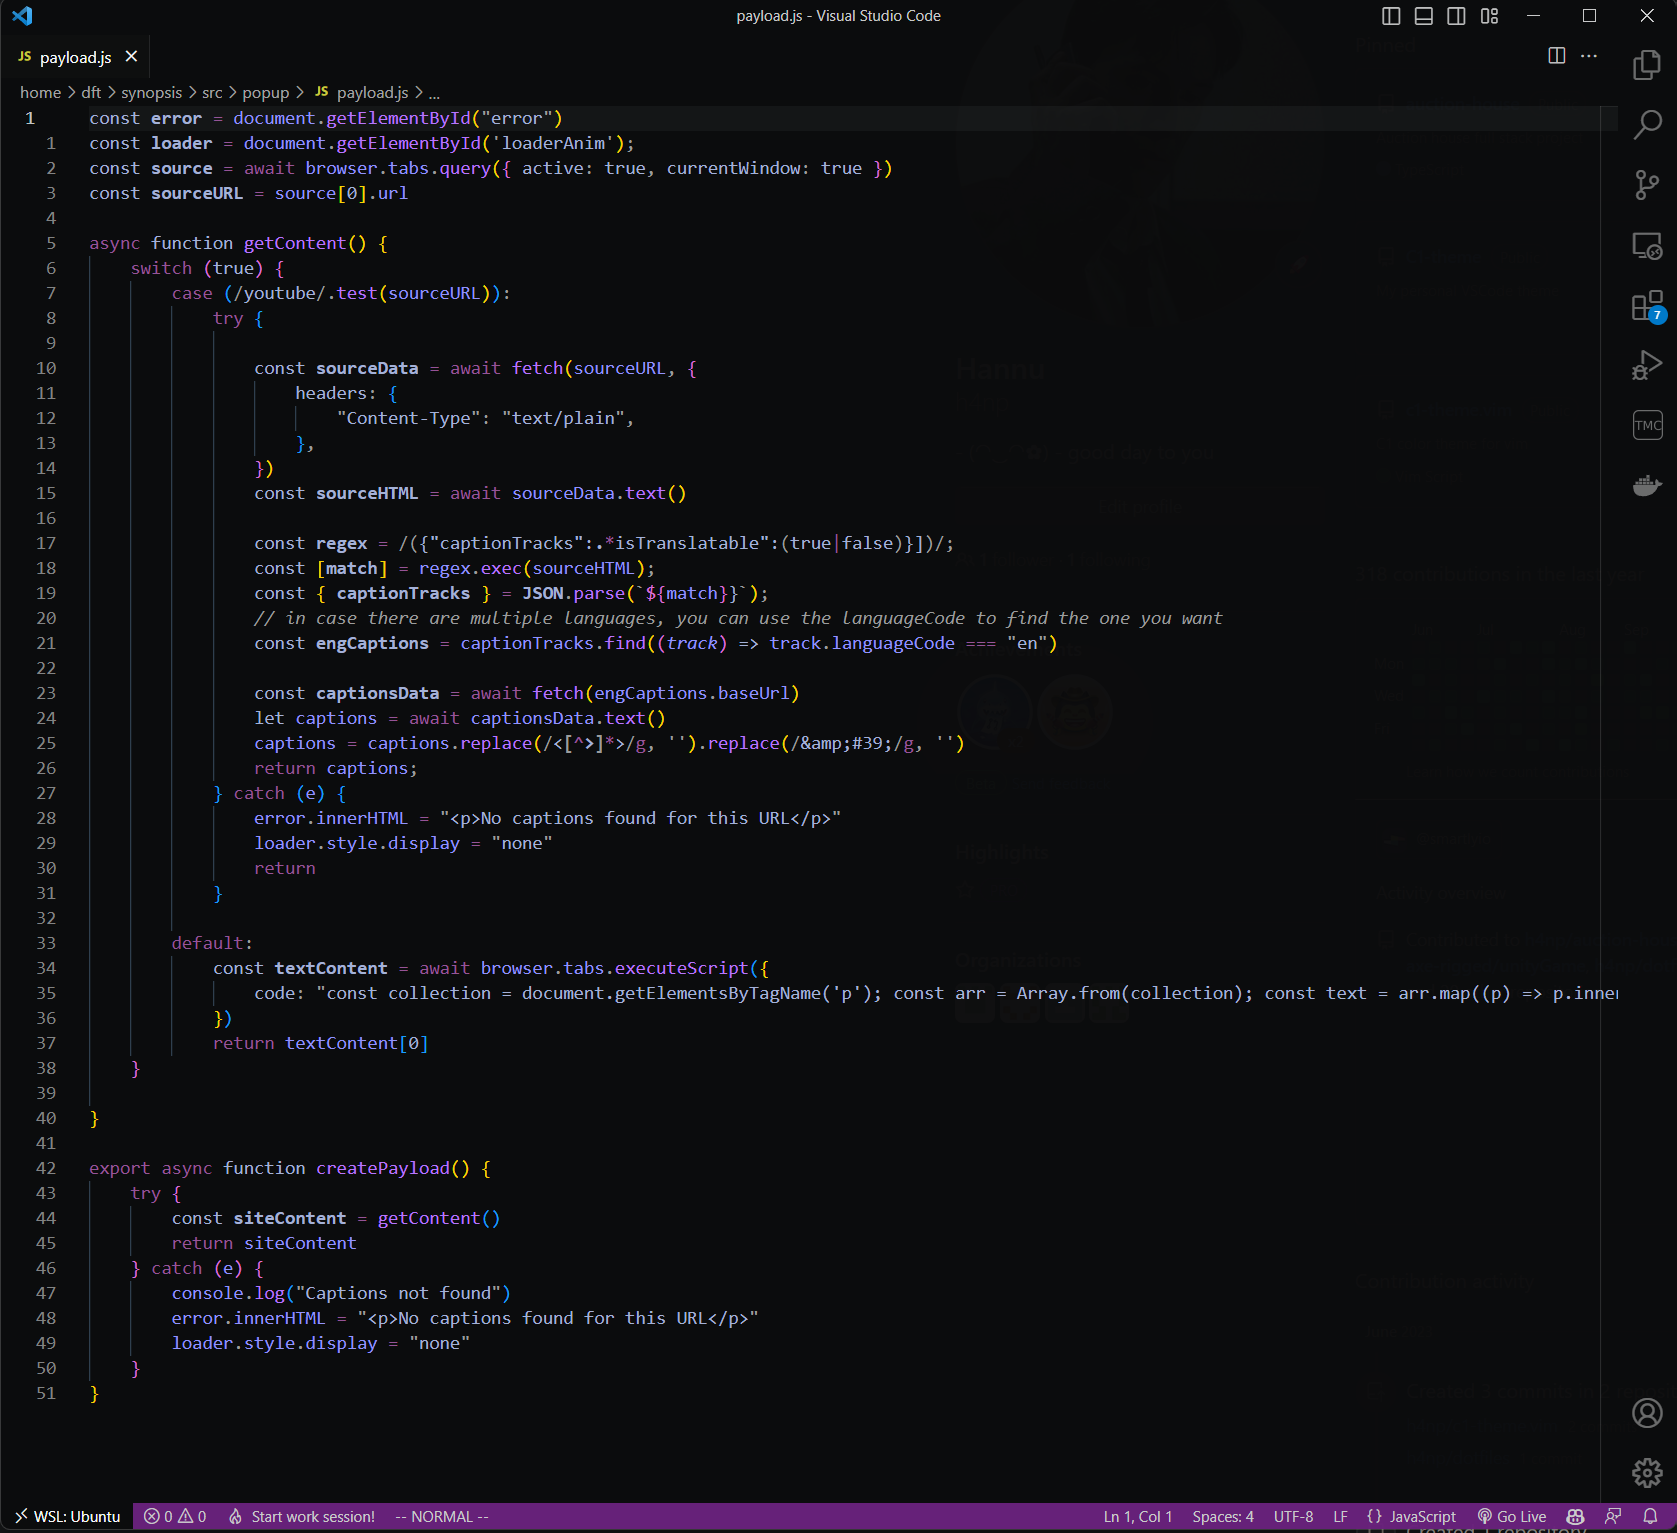 payload.js - Visual Studio Code
JS payload.js
home > dft > synopsis > src > popup > JS payload.js > ...
1 const error = document.getElementById("error")
1 const loader = document.getElementById('loaderAnim');
2 const source = await browser.tabs.query({ active: true, currentWindow: true })
3 const sourceURL = source[0].url
4
5 async function getContent() {
6 switch (true) {
7 case (/youtube/.test(sourceURL)):
8 try {
9
10 const sourceData = await fetch(sourceURL, {
11 headers: {
12 "Content-Type": "text/plain",
13 },
14 })
15 const sourceHTML = await sourceData.text()
16
17 const regex = /({"captionTracks":.*isTranslatable":(true|false)}])/;
18 const [match] = regex.exec(sourceHTML);
19 const { captionTracks } = JSON.parse(`${match}}`);
20 // in case there are multiple languages, you can use the languageCode to find the one you want
21 const engCaptions = captionTracks.find((track) => track.languageCode === "en")
22
23 const captionsData = await fetch(engCaptions.baseUrl)
24 let captions = await captionsData.text()
25 captions = captions.replace(/<[^>]*>/g, '').replace(/&amp;#39;/g, '')
26 return captions;
27 } catch (e) {
28 error.innerHTML = "<p>No captions found for this URL</p>"
29 loader.style.display = "none"
30 return
31 }
32
33 default:
34 const textContent = await browser.tabs.executeScript({
35 code: "const collection = document.getElementsByTagName('p'); const arr = Array.from(collection); const text = arr.map((p) => p.inner
36 })
37 return textContent[0]
38 }
39
40 }
41
42 export async function createPayload() {
43 try {
44 const siteContent = getContent()
45 return siteContent
46 } catch (e) {
47 console.log("Captions not found")
48 error.innerHTML = "<p>No captions found for this URL</p>"
49 loader.style.display = "none"
50 }
51 }
7
TMC
Hannu
Highlights
Organizations
WSL: Ubuntu 0 0 Start work session! -- NORMAL -- Ln 1, Col 1 Spaces: 4 UTF-8 LF {} JavaScript Go Live